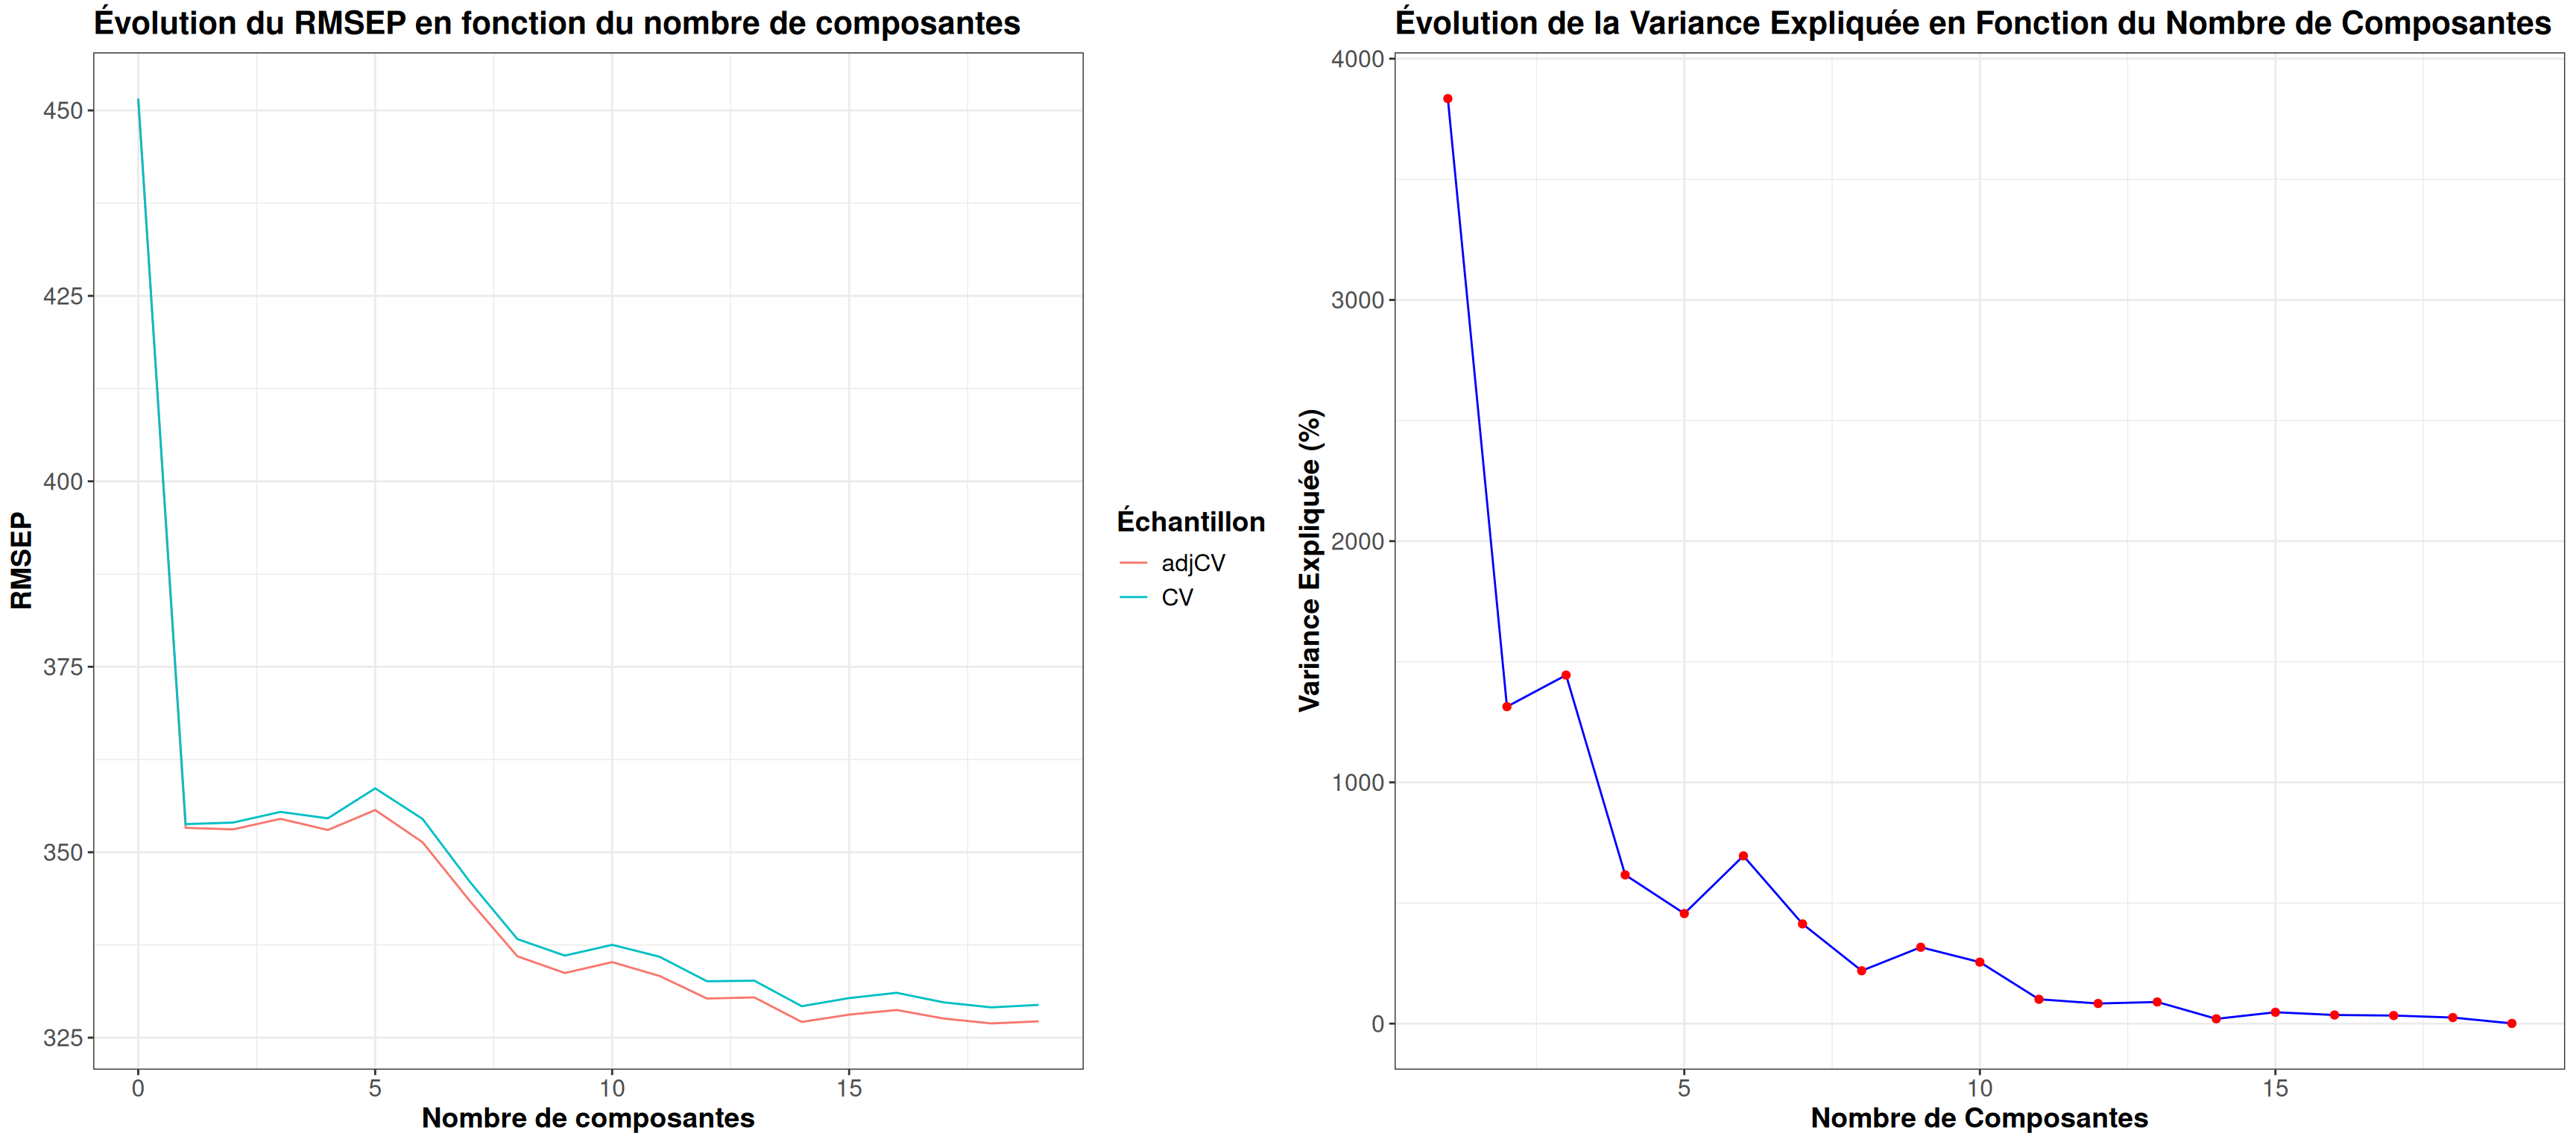 Évolution du RMSEP en fonction du nombre de composantes
450
425
400
375
350
325
RMSEP
0 5 10 15
Nombre de composantes
Échantillon
adjCV
CV
Évolution de la Variance Expliquée en Fonction du Nombre de Composantes
4000
3000
2000
1000
0
Variance Expliquée (%)
5 10 15
Nombre de Composantes